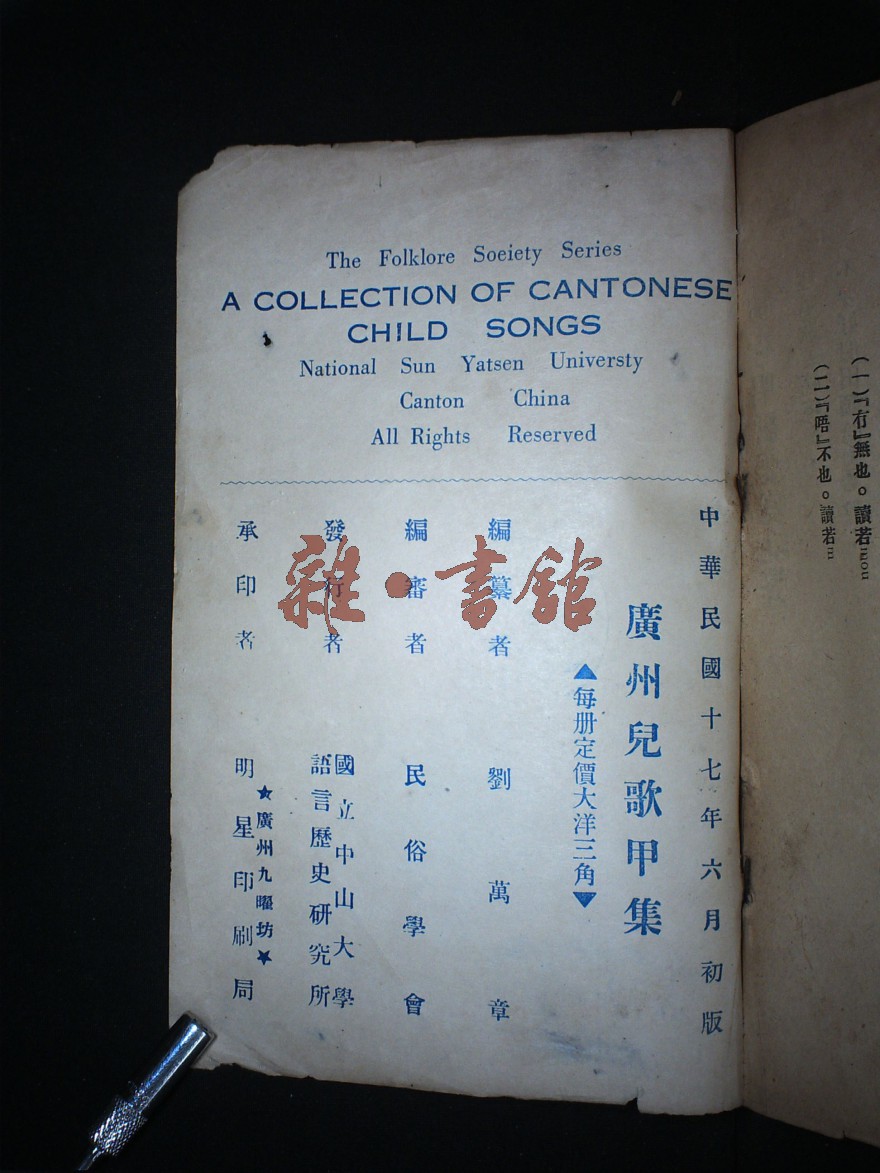 The Folklore Soeiety Series
A COLLECTION OF CANTONESE
CHILD SONGS
National Sun Yatsen Universty
Canton China
All Rights Reserved
中華民國十七年六月初版
廣州兒歌甲集
▲每册定價大洋三角▼
編纂者 劉萬章
編審者 民俗學會
發行者 國立中山大學
語言歷史研究所
★廣州九曜坊★
承印者 明星印刷局
雜·書館
(一)『冇』無也。讀若mou
(二)『唔』不也。讀若m